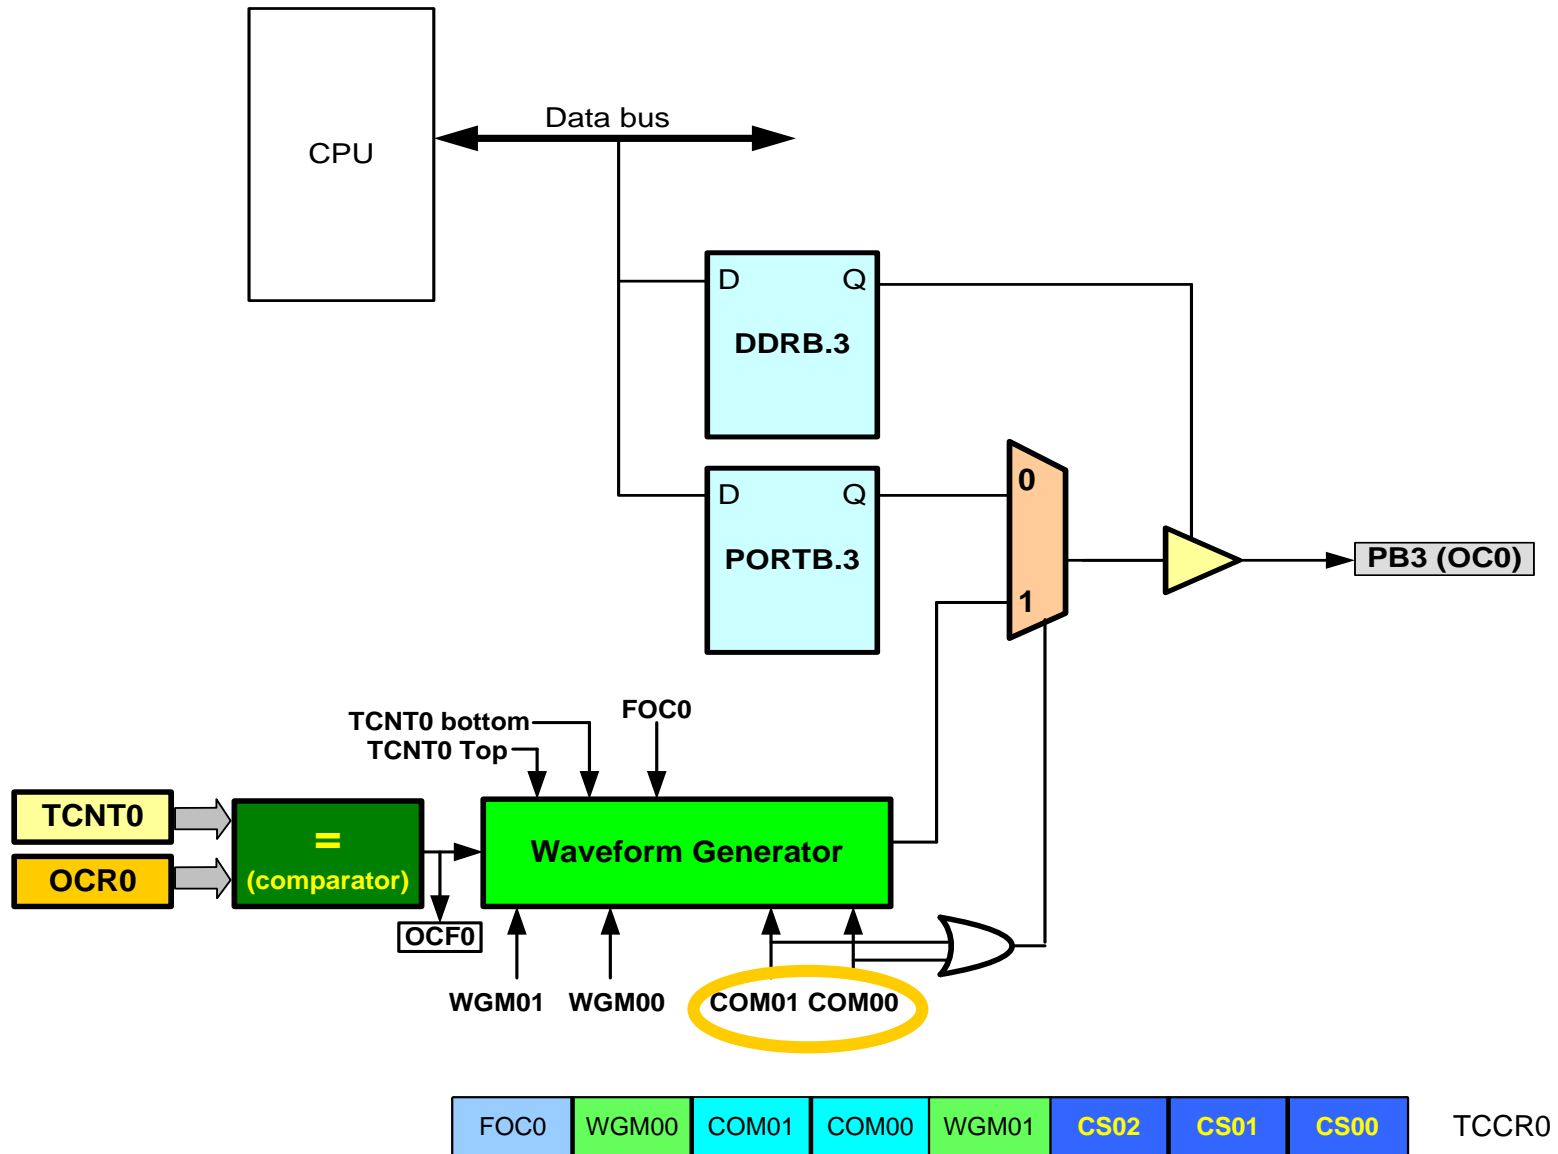 Data bus
CPU
D Q
DDRB.3
D Q
PORTB.3
0
1
PB3 (OC0)
TCNT0 bottom
FOC0
TCNT0 Top
TCNT0
OCR0
=
(comparator)
Waveform Generator
OCF0
WGM01 WGM00 COM01 COM00
FOC0 WGM00 COM01 COM00 WGM01 CS02 CS01 CS00 TCCR0